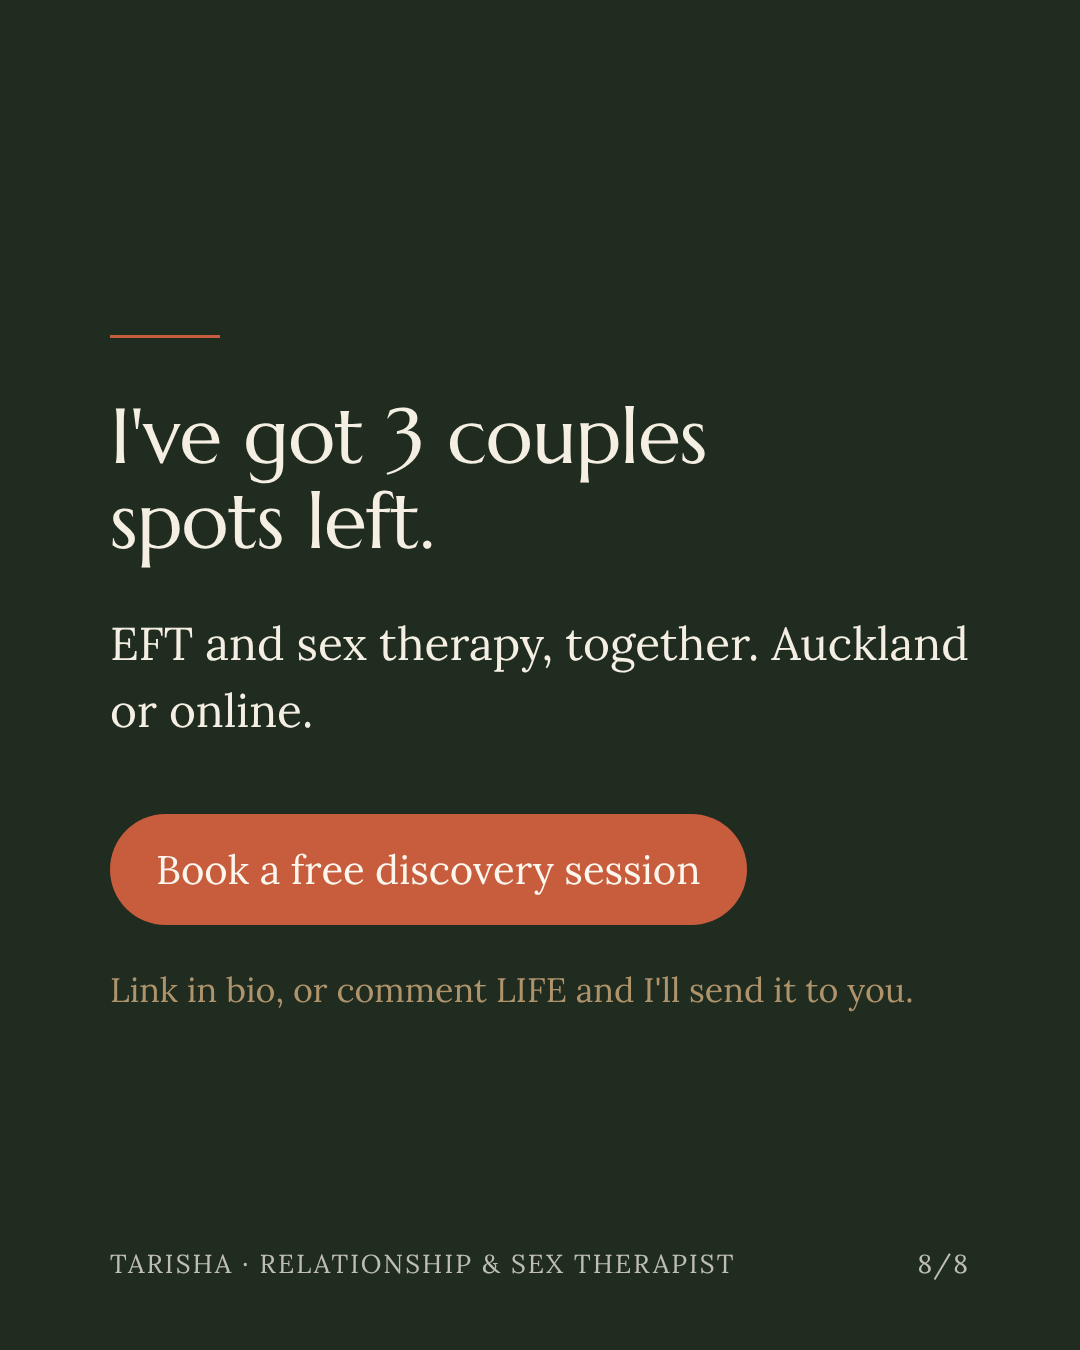 I've got 3 couples
spots left.
EFT and sex therapy, together. Auckland
or online.
Book a free discovery session
Link in bio, or comment LIFE and I'll send it to you.
TARISHA · RELATIONSHIP & SEX THERAPIST
8/8